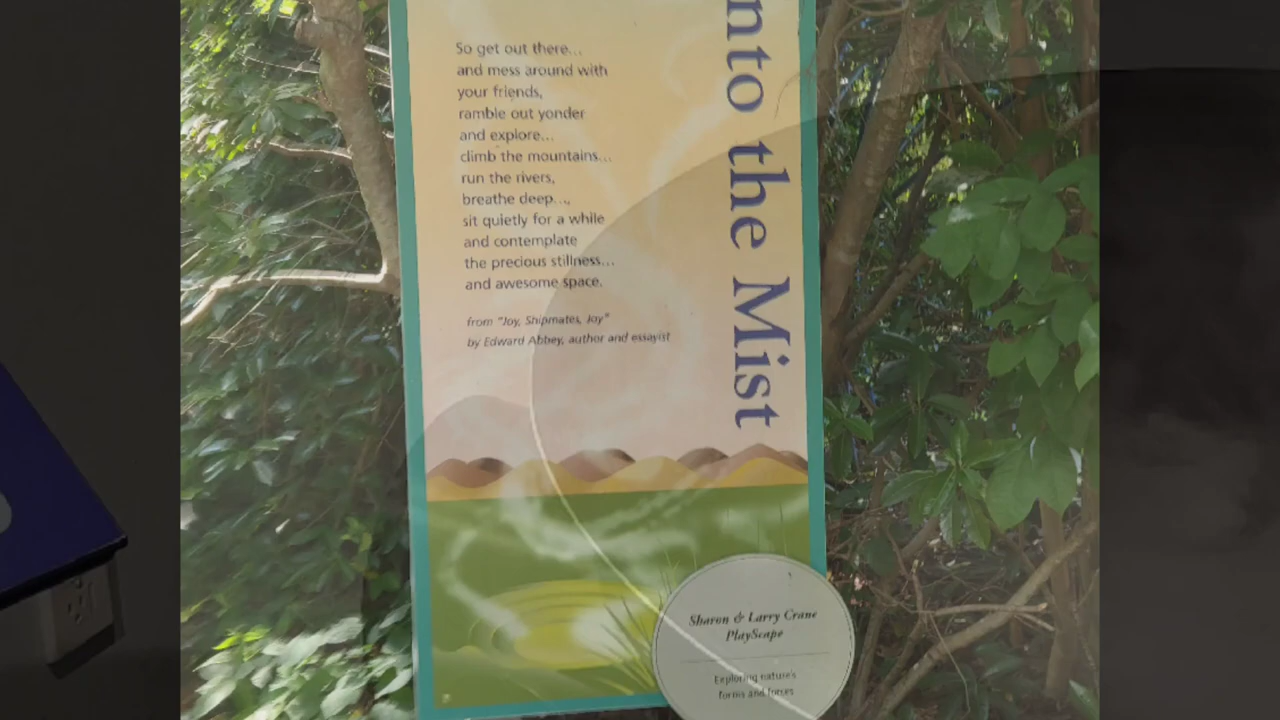 So get out there...
and mess around with
your friends,
ramble out yonder
and explore...
climb the mountains...
run the rivers,
breathe deep...,
sit quietly for a while
and contemplate
the precious stillness...
and awesome space.
from "Joy, Shipmates, Joy"
by Edward Abbey, author and essayist
nto the Mist
Sharon & Larry Crane
PlayScape
Exploring nature's
forms and forces